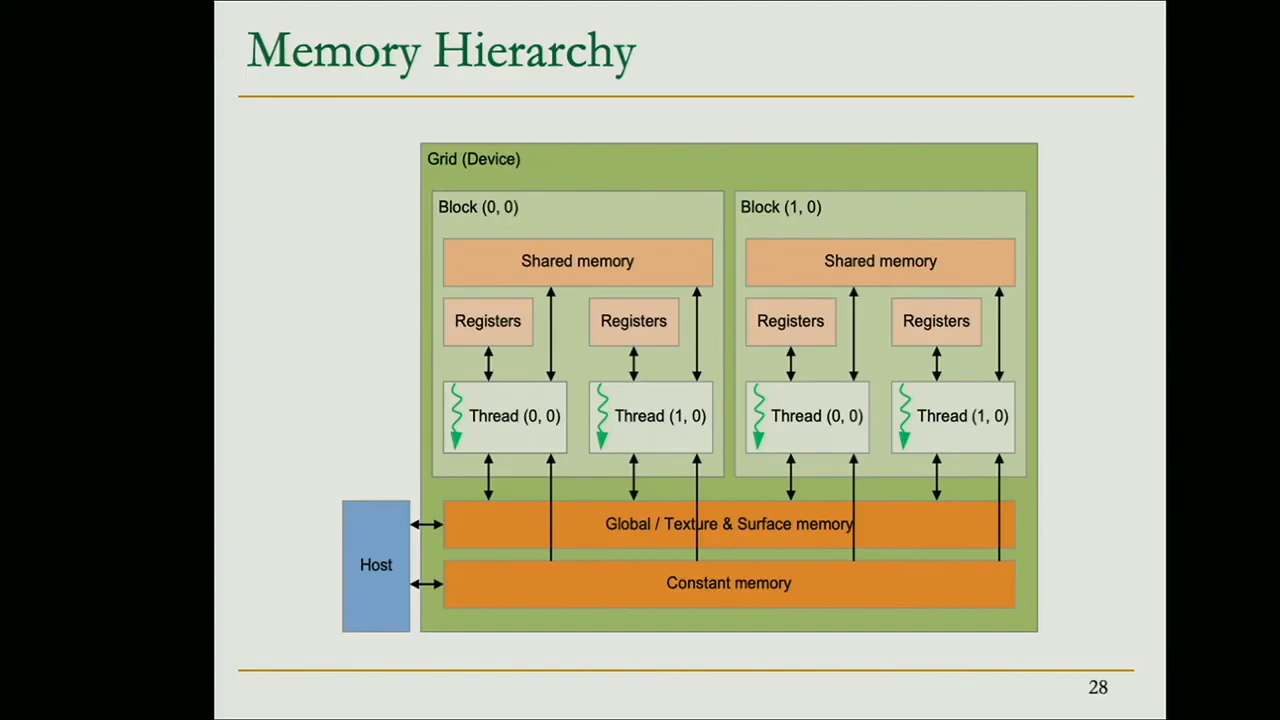 Memory Hierarchy
Grid (Device)
Block (0, 0)
Block (1, 0)
Shared memory
Shared memory
Registers
Registers
Registers
Registers
Thread (0, 0)
Thread (1, 0)
Thread (0, 0)
Thread (1, 0)
Global / Texture & Surface memory
Host
Constant memory
28